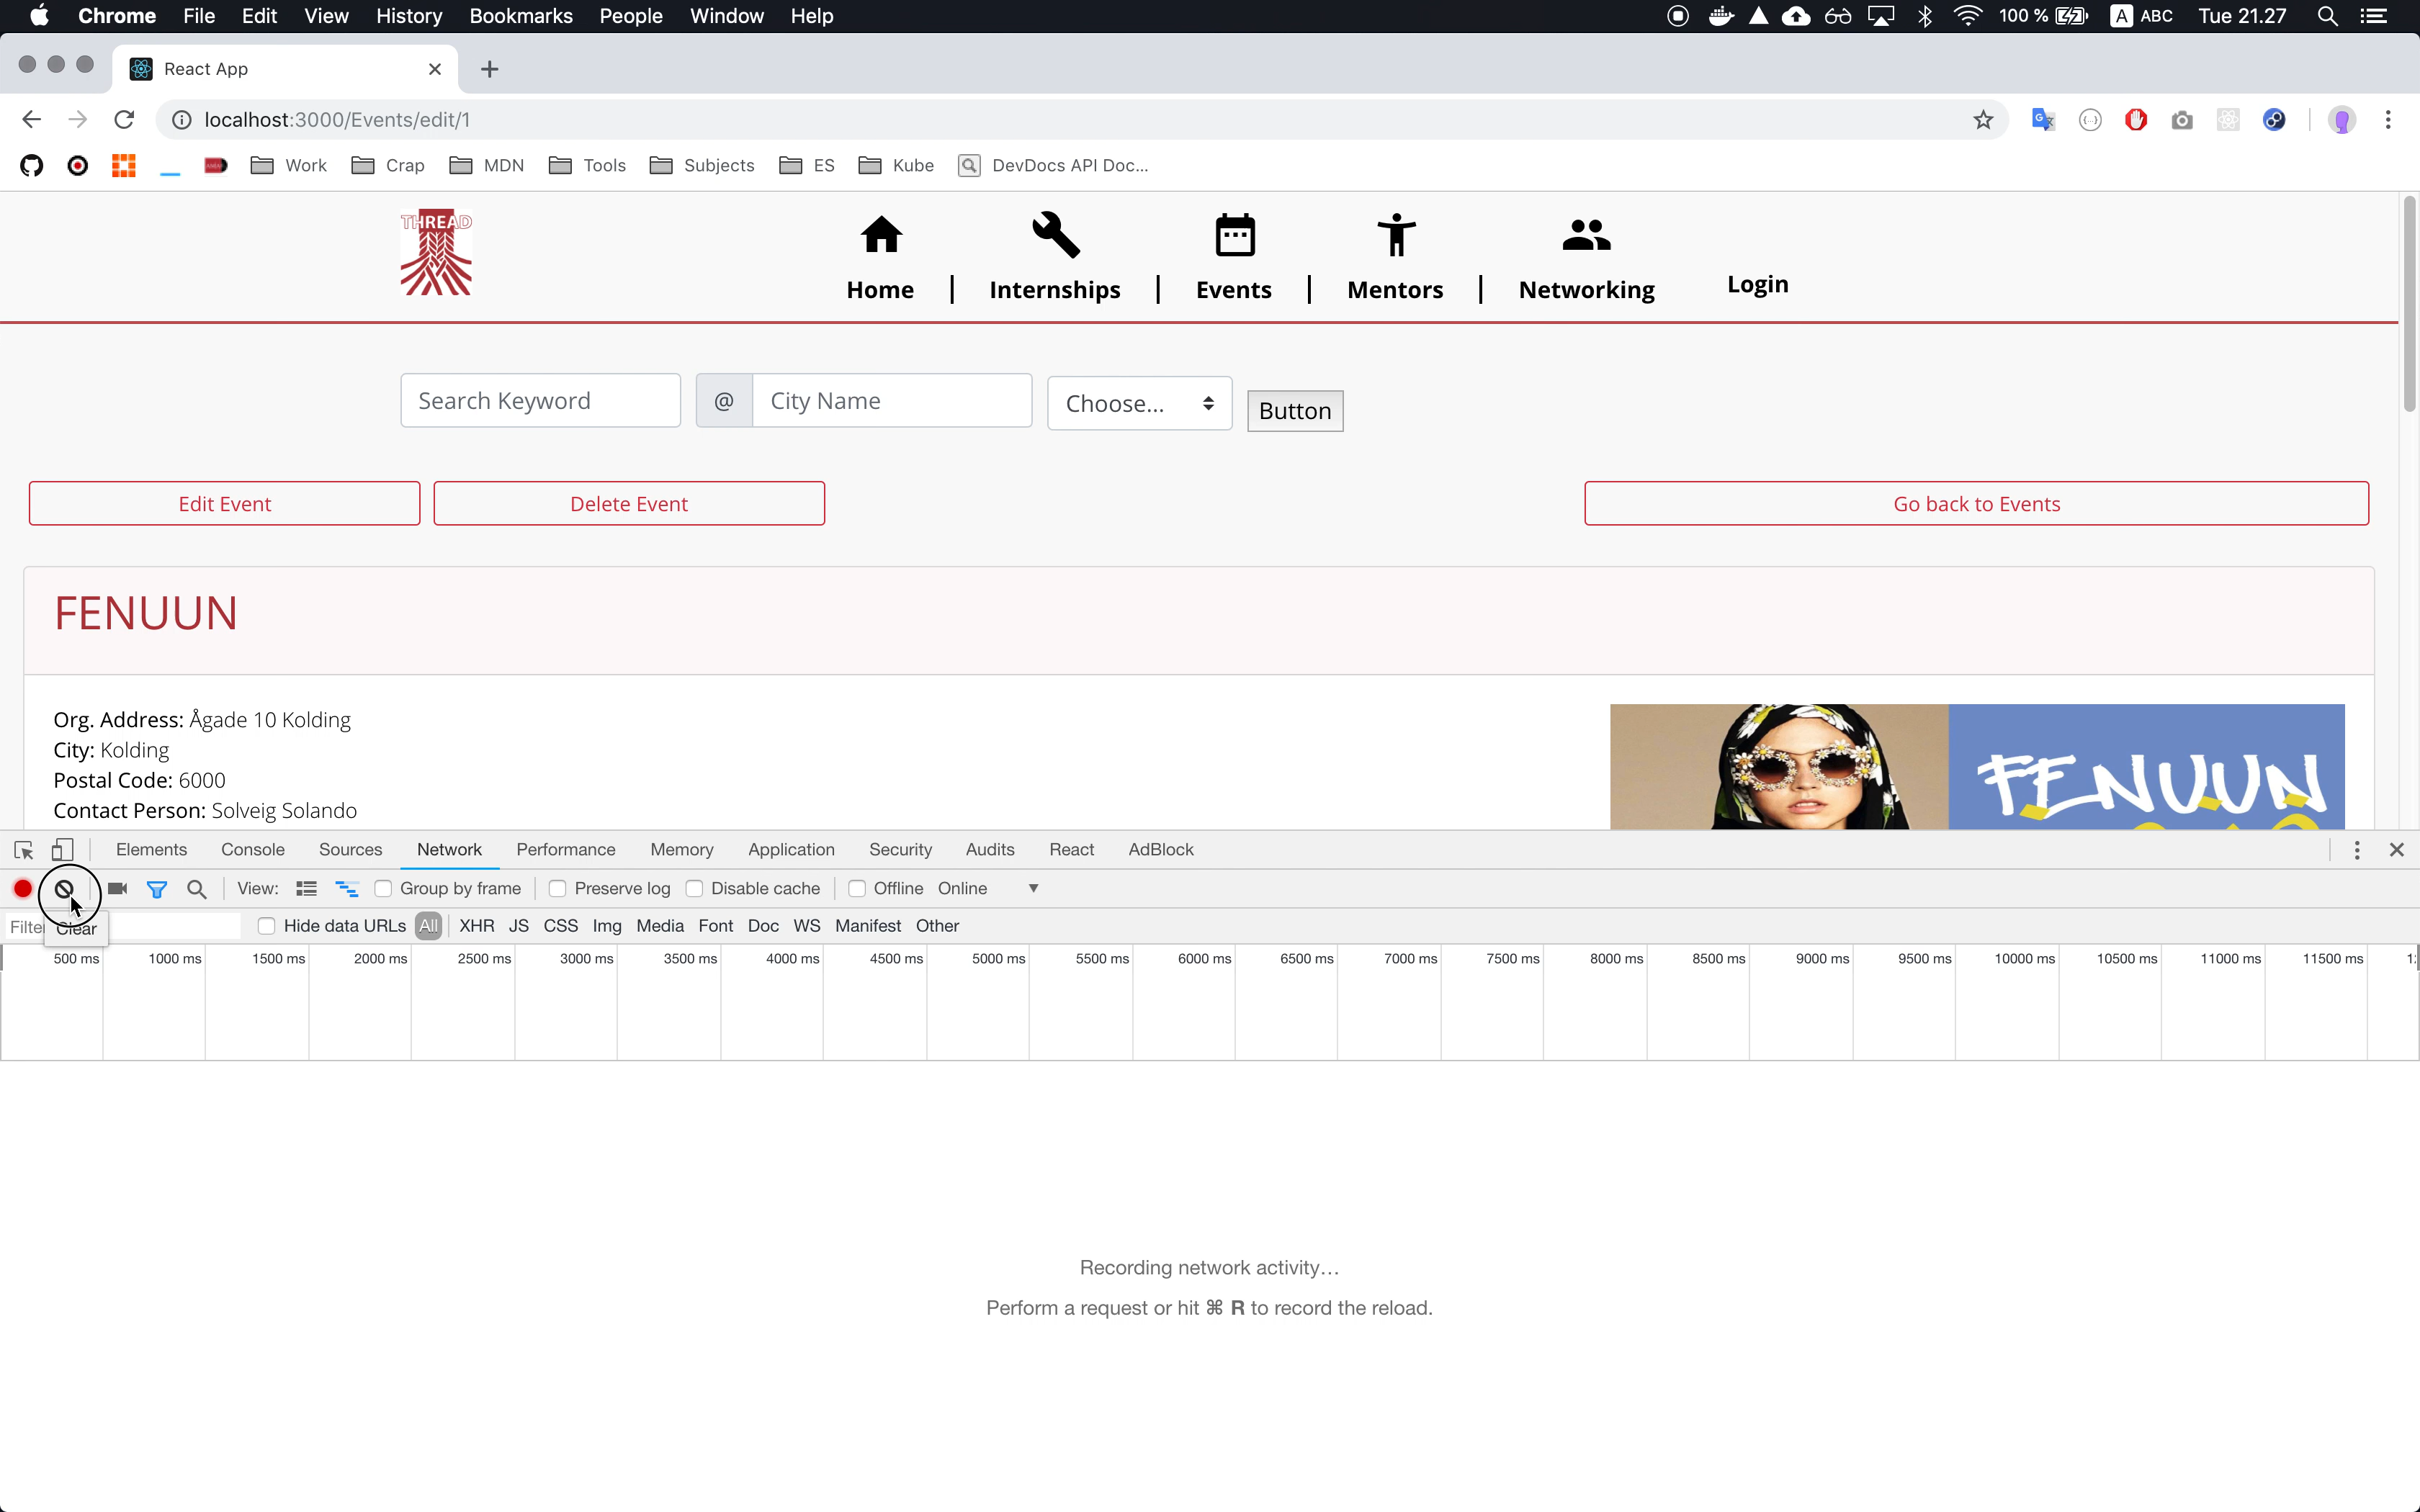 Chrome File Edit View History Bookmarks People Window Help 100 % A ABC Tue 21.27
React App
localhost:3000/Events/edit/1
Work Crap MDN Tools Subjects ES Kube DevDocs API Doc...
THREAD
Home | Internships | Events | Mentors | Networking Login
Search Keyword @ City Name Choose... Button
Edit Event Delete Event Go back to Events
FENUUN
Org. Address: Ågade 10 Kolding
City: Kolding
Postal Code: 6000
Contact Person: Solveig Solando
FENUUN
Elements Console Sources Network Performance Memory Application Security Audits React AdBlock
View: Group by frame Preserve log Disable cache Offline Online
Clear Hide data URLs All XHR JS CSS Img Media Font Doc WS Manifest Other
500 ms 1000 ms 1500 ms 2000 ms 2500 ms 3000 ms 3500 ms 4000 ms 4500 ms 5000 ms 5500 ms 6000 ms 6500 ms 7000 ms 7500 ms 8000 ms 8500 ms 9000 ms 9500 ms 10000 ms 10500 ms 11000 ms 11500 ms
Recording network activity…
Perform a request or hit ⌘ R to record the reload.